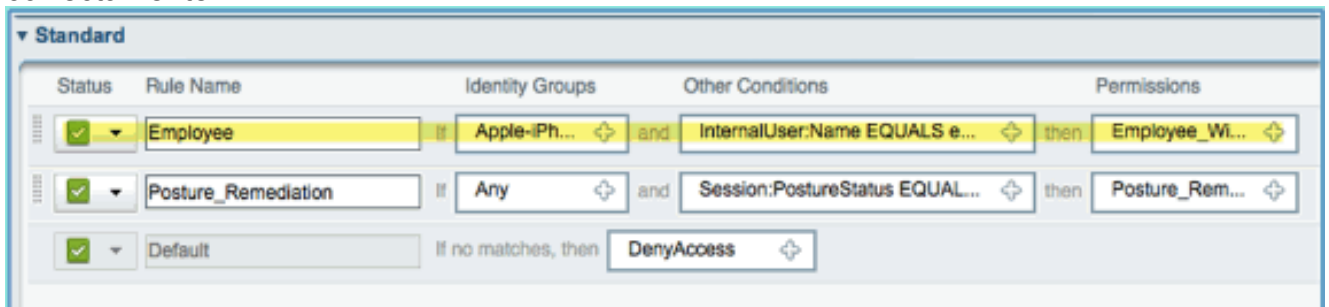 Standard
Status Rule Name Identity Groups Other Conditions Permissions
Employee If Apple-iPh... and InternalUser:Name EQUALS e... then Employee_Wi...
Posture_Remediation If Any and Session:PostureStatus EQUAL... then Posture_Rem...
Default If no matches, then DenyAccess